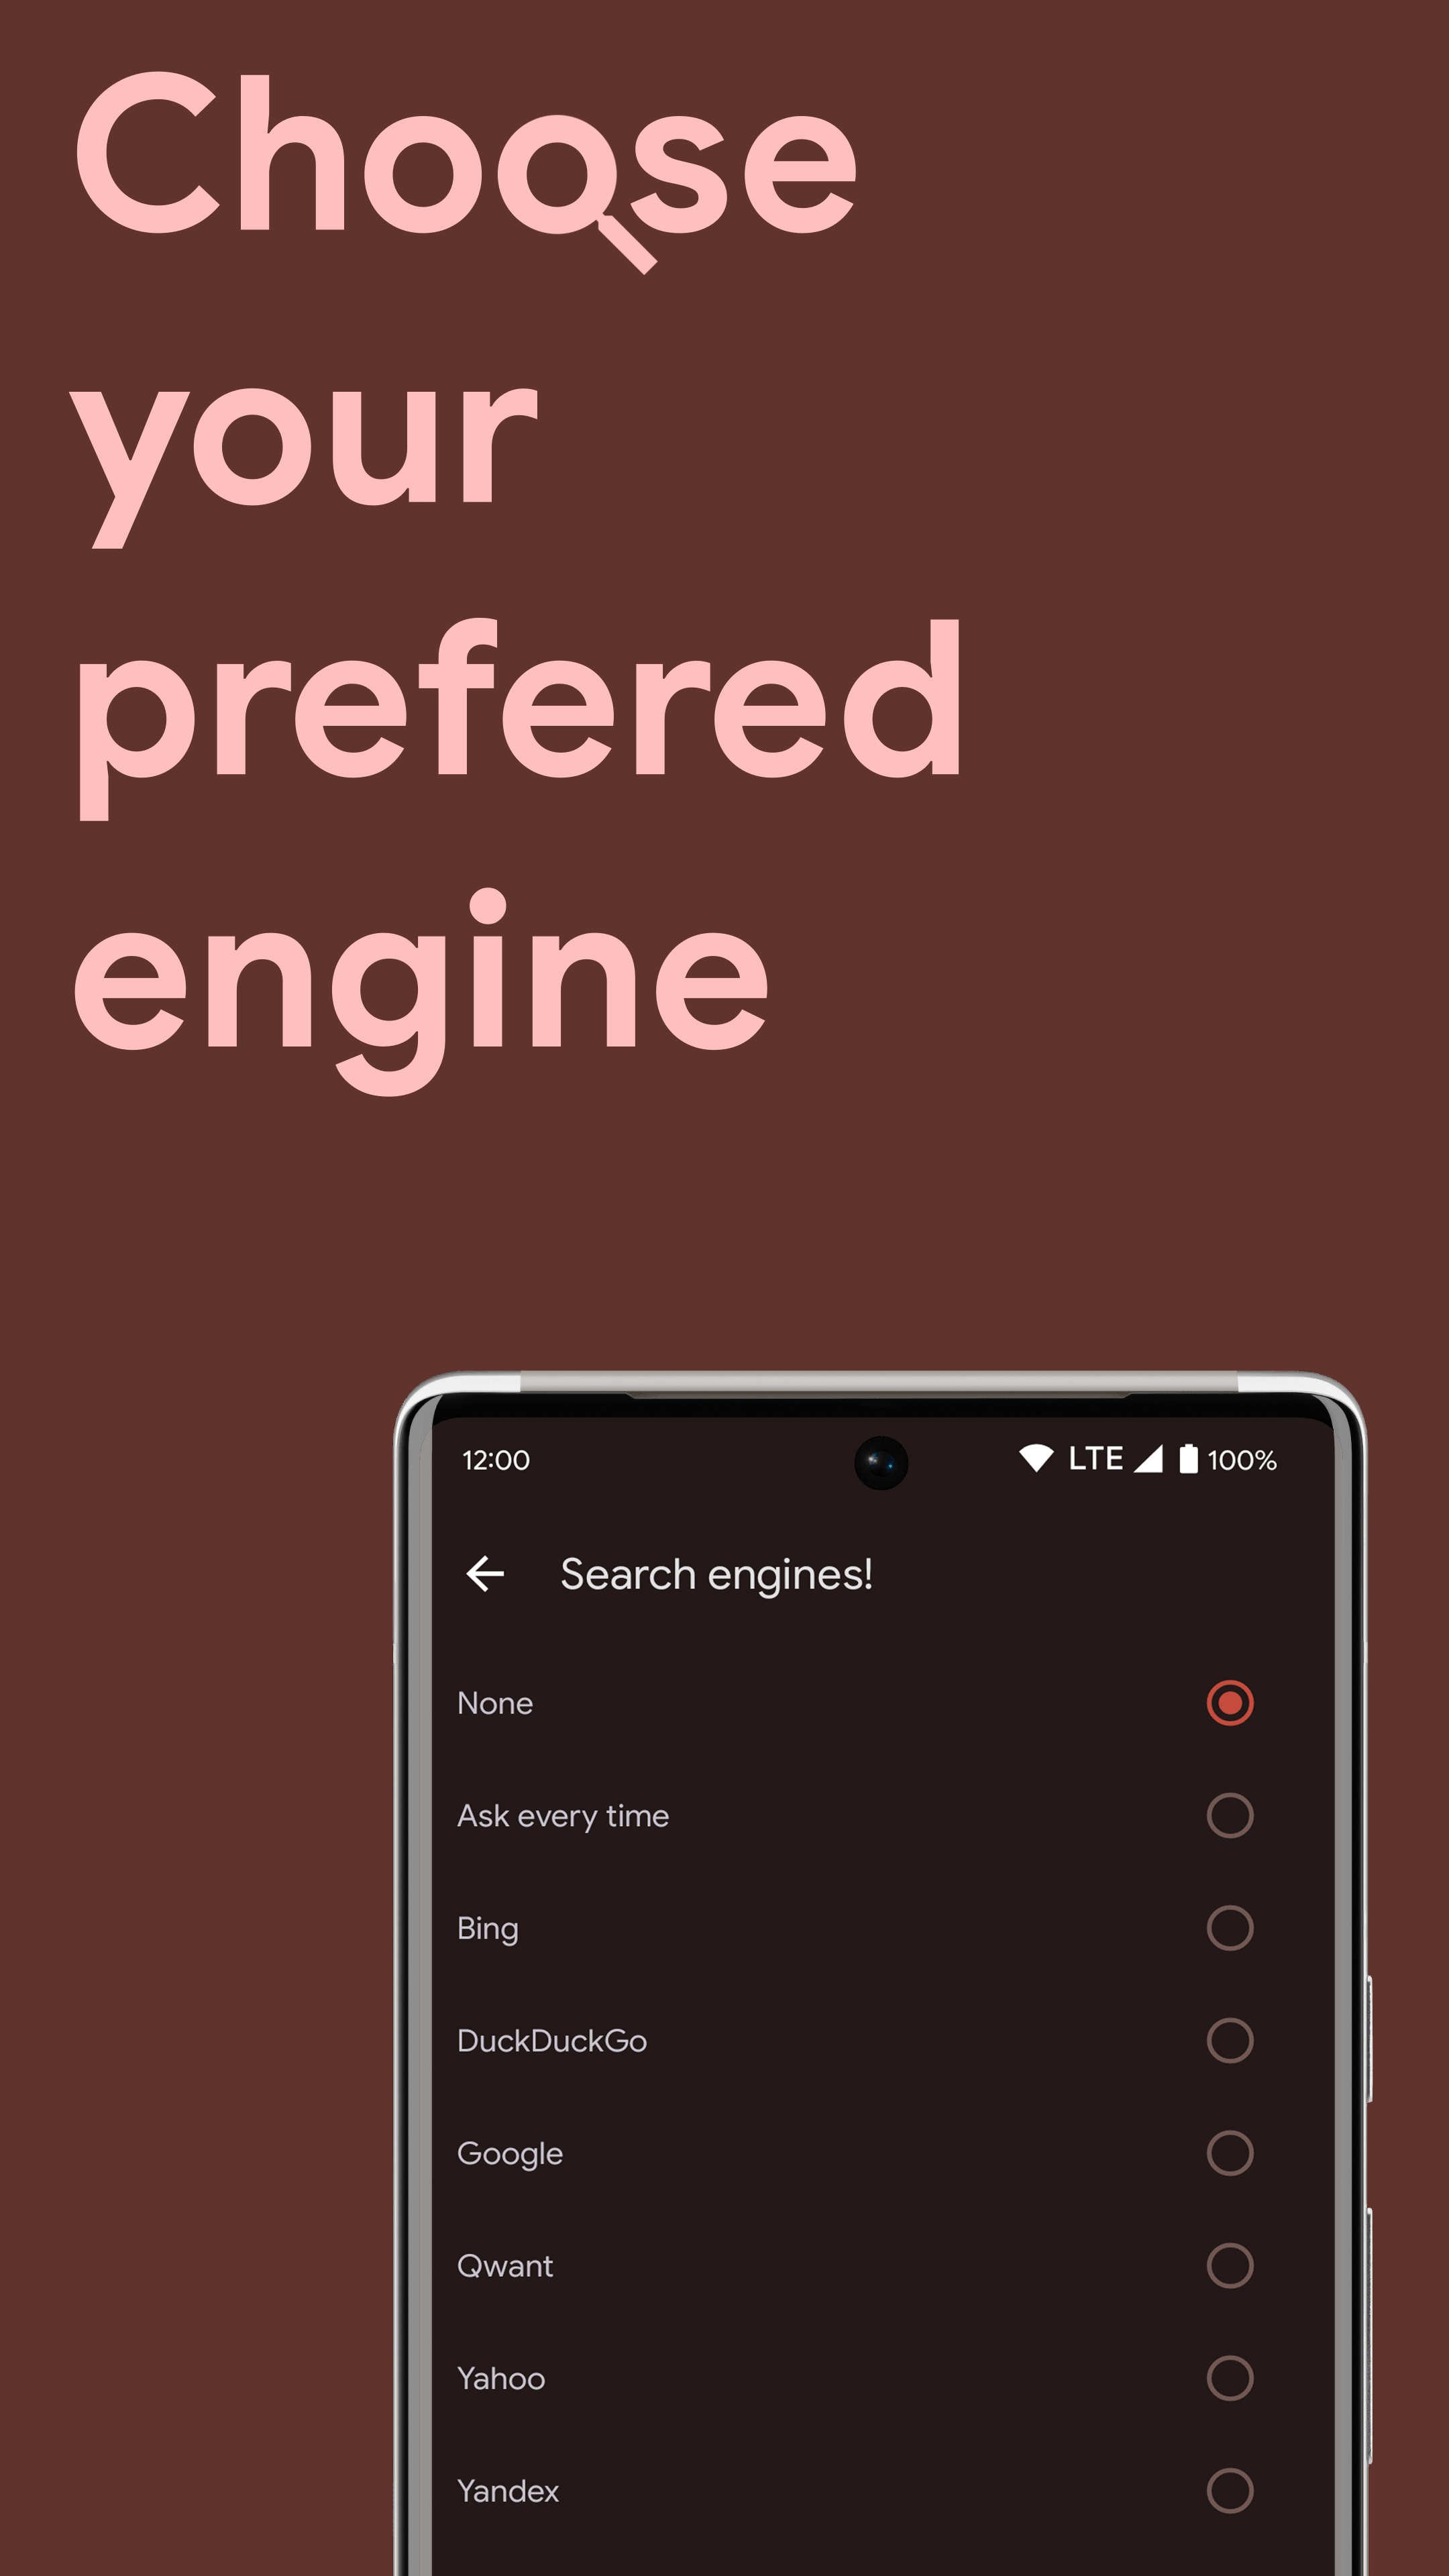 Choose
your
prefered
engine
12:00 LTE 100%
Search engines!
None
Ask every time
Bing
DuckDuckGo
Google
Qwant
Yahoo
Yandex